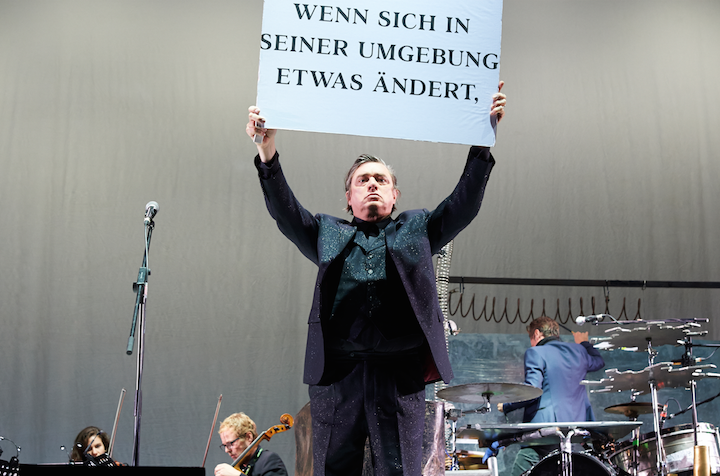 WENN SICH IN
SEINER UMGEBUNG
ETWAS ÄNDERT,